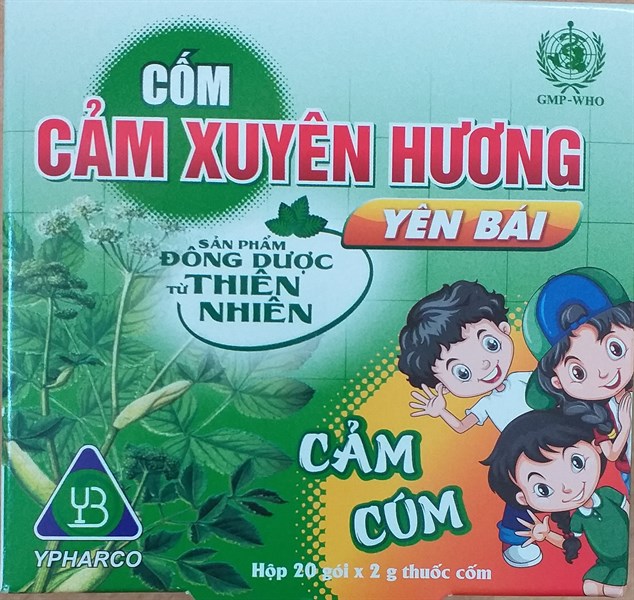 CỐM
CẢM XUYÊN HƯƠNG
YÊN BÁI
GMP-WHO
SẢN PHẨM
ĐÔNG DƯỢC
TỪ THIÊN
NHIÊN
CẢM
CÚM
YB
YPHARCO
Hộp 20 gói x 2 g thuốc cốm